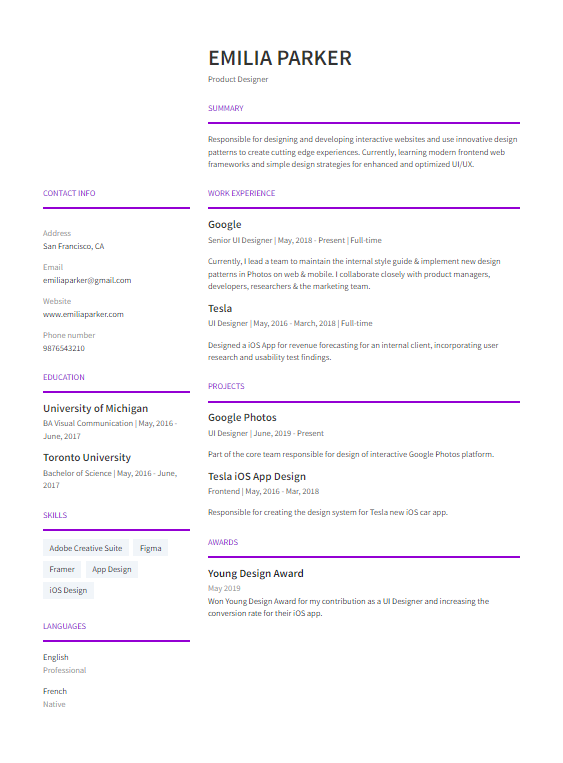 EMILIA PARKER
Product Designer
SUMMARY
Responsible for designing and developing interactive websites and use innovative design
patterns to create cutting edge experiences. Currently, learning modern frontend web
frameworks and simple design strategies for enhanced and optimized UI/UX.
CONTACT INFO
Address
San Francisco, CA
Email
emiliaparker@gmail.com
Website
www.emiliaparker.com
Phone number
9876543210
EDUCATION
University of Michigan
BA Visual Communication | May, 2016 -
June, 2017
Toronto University
Bachelor of Science | May, 2016 - June,
2017
SKILLS
Adobe Creative Suite Figma
Framer App Design
iOS Design
LANGUAGES
English
Professional
French
Native
WORK EXPERIENCE
Google
Senior UI Designer | May, 2018 - Present | Full-time
Currently, I lead a team to maintain the internal style guide & implement new design
patterns in Photos on web & mobile. I collaborate closely with product managers,
developers, researchers & the marketing team.
Tesla
UI Designer | May, 2016 - March, 2018 | Full-time
Designed a iOS App for revenue forecasting for an internal client, incorporating user
research and usability test findings.
PROJECTS
Google Photos
UI Designer | June, 2019 - Present
Part of the core team responsible for design of interactive Google Photos platform.
Tesla iOS App Design
Frontend | May, 2016 - Mar, 2018
Responsible for creating the design system for Tesla new iOS car app.
AWARDS
Young Design Award
May 2019
Won Young Design Award for my contribution as a UI Designer and increasing the
conversion rate for their iOS app.